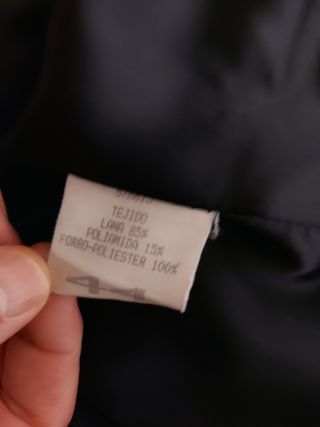 TEJIDO
LANA 85%
POLIAMIDA 15%
FORRO-POLIESTER 100%
44